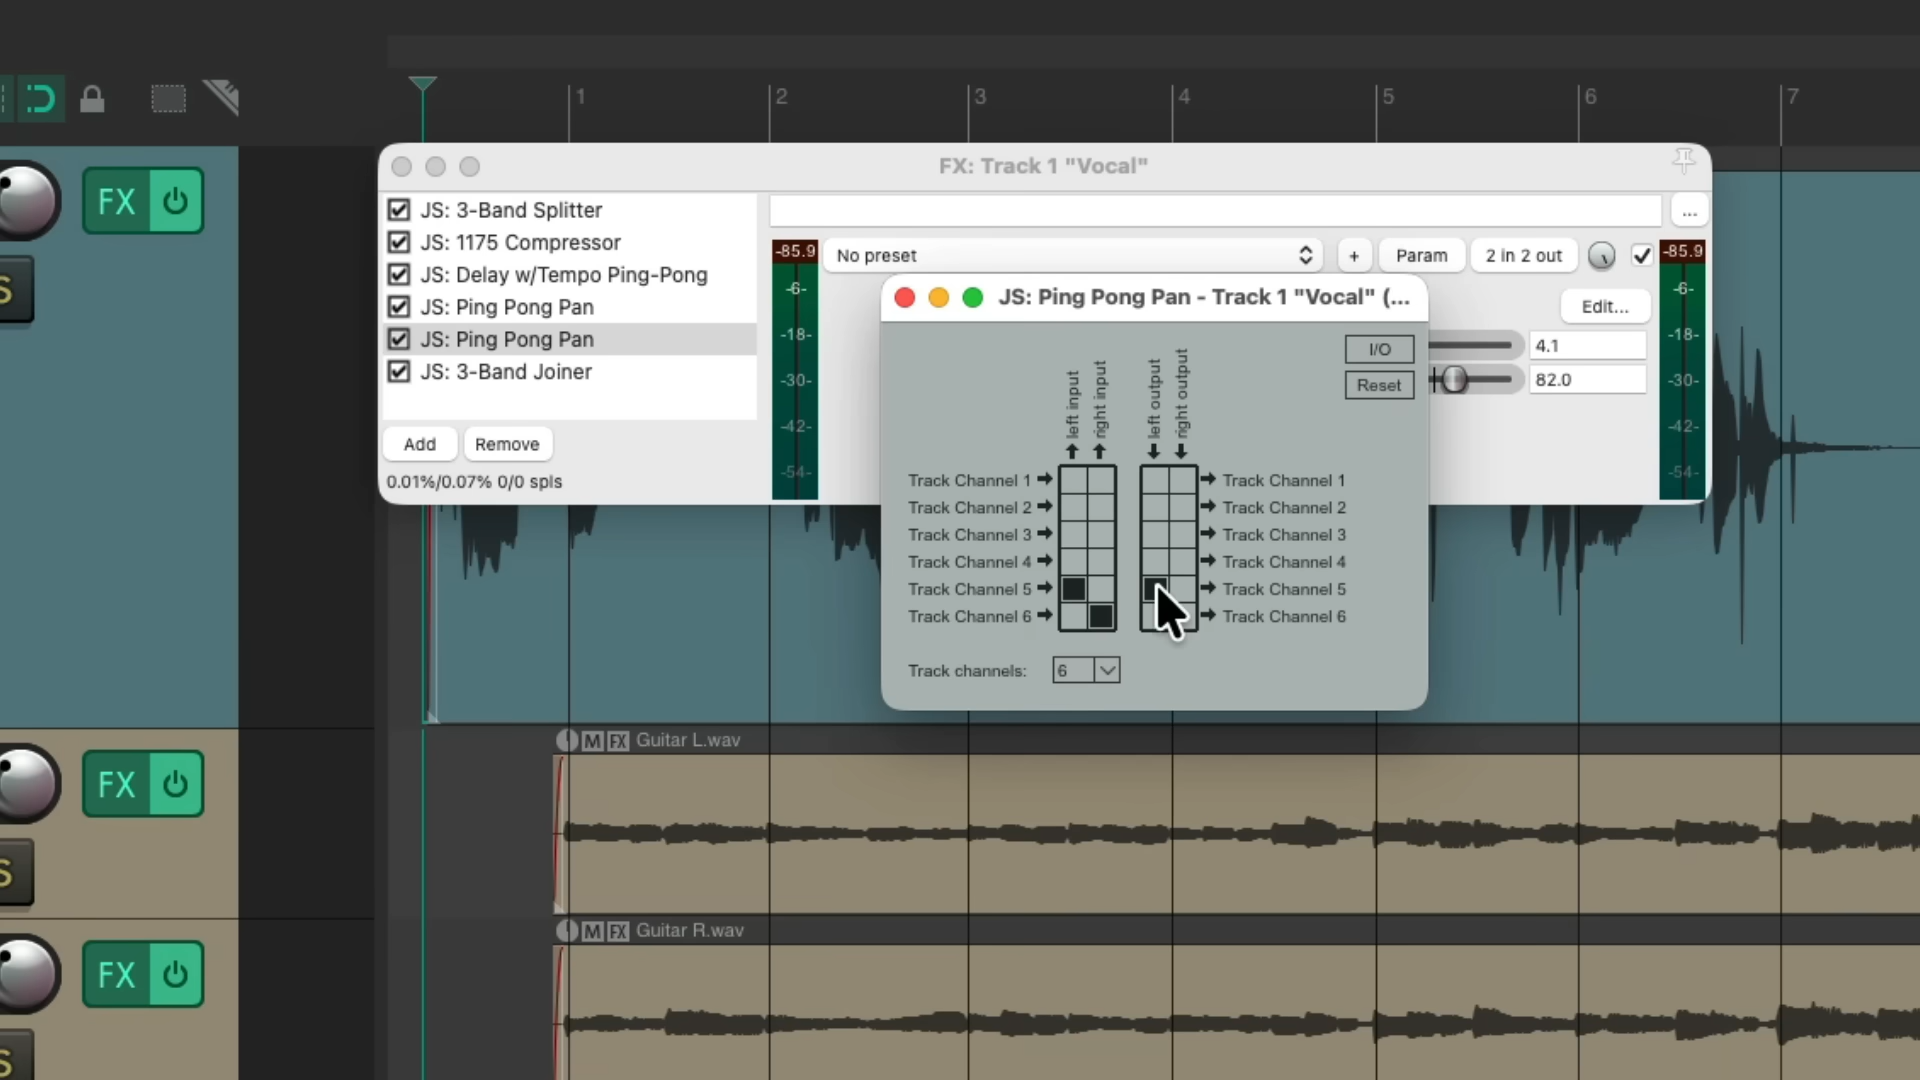 1 2 3 4 5 6 7
FX
S
FX: Track 1 "Vocal"
JS: 3-Band Splitter
JS: 1175 Compressor
JS: Delay w/Tempo Ping-Pong
JS: Ping Pong Pan
JS: Ping Pong Pan
JS: 3-Band Joiner
Add Remove
0.01%/0.07% 0/0 spls
...
-85.9 No preset + Param 2 in 2 out -85.9
-6- -6-
-18- -18-
-30- -30-
-42- -42-
-54- -54-
Edit...
4.1
82.0
JS: Ping Pong Pan - Track 1 "Vocal" (...
I/O
Reset
left input
right input
left output
right output
Track Channel 1 Track Channel 1
Track Channel 2 Track Channel 2
Track Channel 3 Track Channel 3
Track Channel 4 Track Channel 4
Track Channel 5 Track Channel 5
Track Channel 6 Track Channel 6
Track channels: 6
M FX Guitar L.wav
FX
S
M FX Guitar R.wav
FX
S